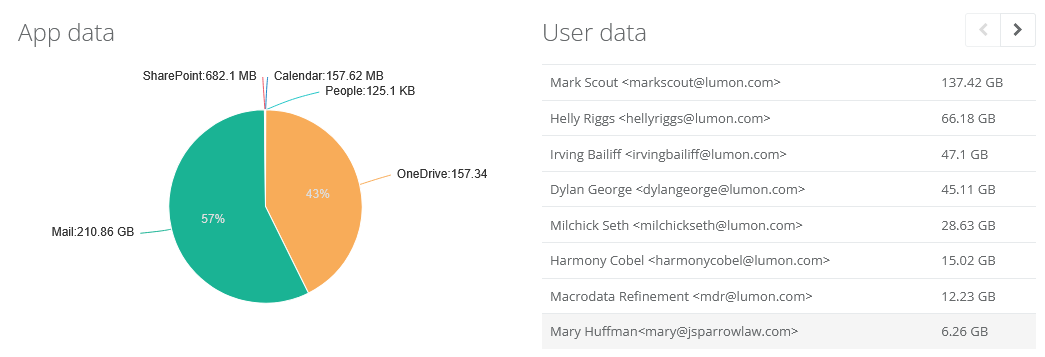 App data
SharePoint:682.1 MB
Calendar:157.62 MB
People:125.1 KB
OneDrive:157.34
43%
57%
Mail:210.86 GB
User data
Mark Scout <markscout@lumon.com> 137.42 GB
Helly Riggs <hellyriggs@lumon.com> 66.18 GB
Irving Bailiff <irvingbailiff@lumon.com> 47.1 GB
Dylan George <dylangeorge@lumon.com> 45.11 GB
Milchick Seth <milchickseth@lumon.com> 28.63 GB
Harmony Cobel <harmonycobel@lumon.com> 15.02 GB
Macrodata Refinement <mdr@lumon.com> 12.23 GB
Mary Huffman<mary@jsparrowlaw.com> 6.26 GB